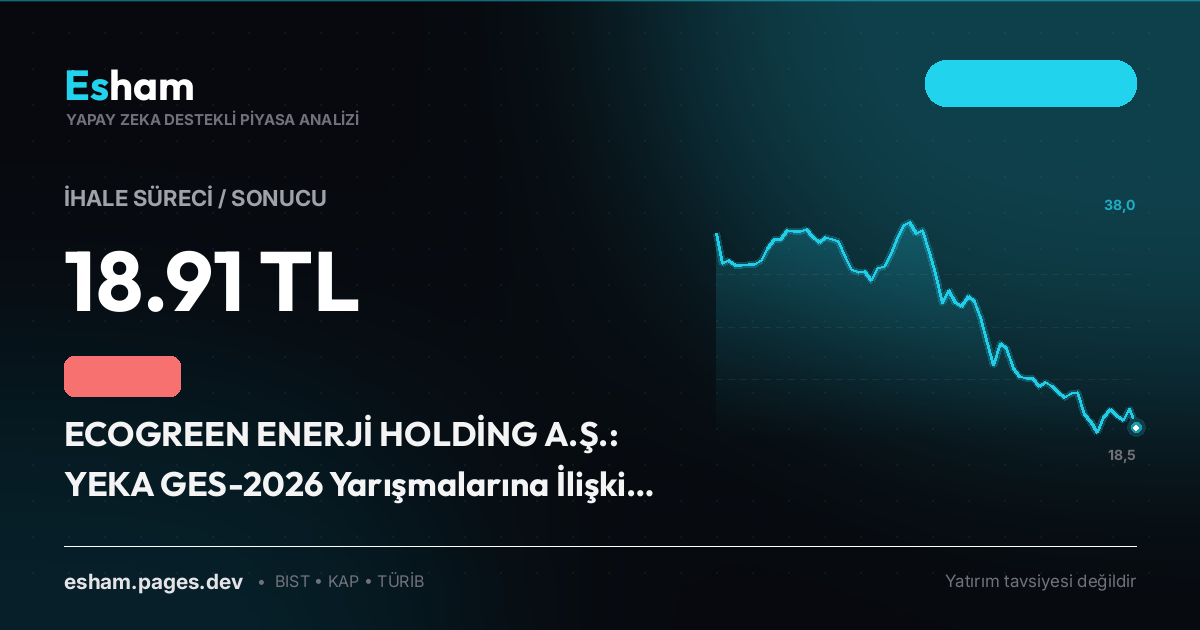 Esham
YAPAY ZEKA DESTEKLİ PİYASA ANALİZİ
İHALE SÜRECİ / SONUCU
18.91 TL
38,0
18,5
ECOGREEN ENERJİ HOLDİNG A.Ş.:
YEKA GES-2026 Yarışmalarına İlişki...
esham.pages.dev • BIST • KAP • TÜRİB
Yatırım tavsiyesi değildir